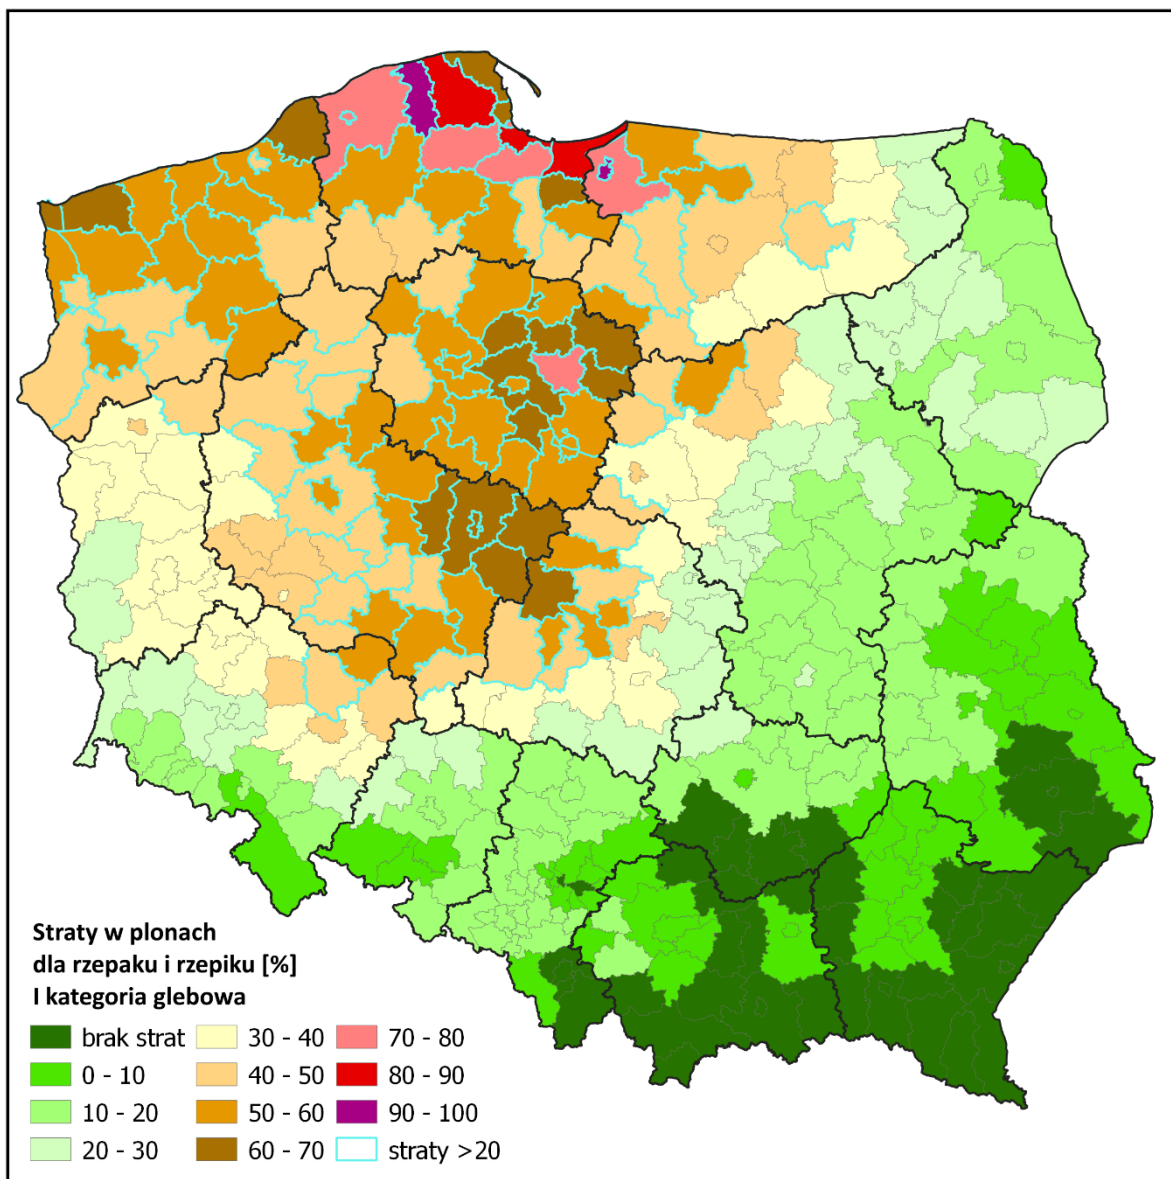 Straty w plonach
dla rzepaku i rzepiku [%]
I kategoria glebowa
brak strat
0 - 10
10 - 20
20 - 30
30 - 40
40 - 50
50 - 60
60 - 70
70 - 80
80 - 90
90 - 100
straty >20